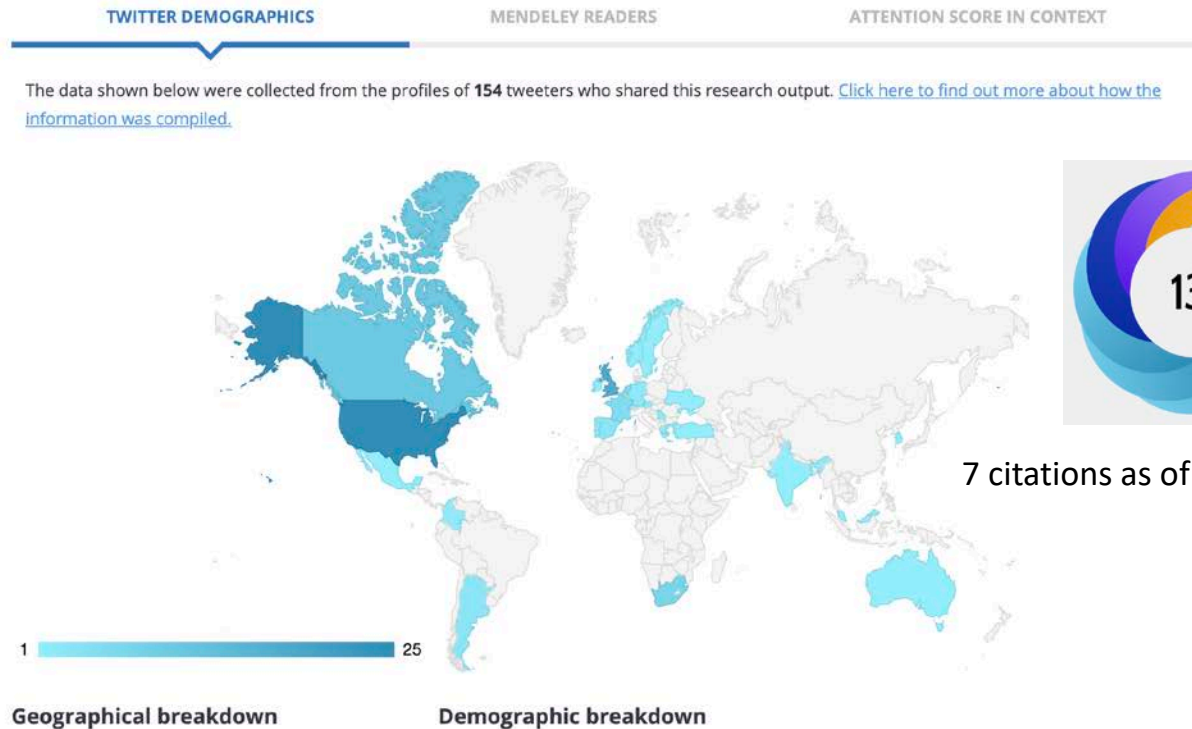 TWITTER DEMOGRAPHICS
MENDELEY READERS
ATTENTION SCORE IN CONTEXT
The data shown below were collected from the profiles of 154 tweeters who shared this research output. Click here to find out more about how the
information was compiled.
7 citations as of
1
25
Geographical breakdown
Demographic breakdown